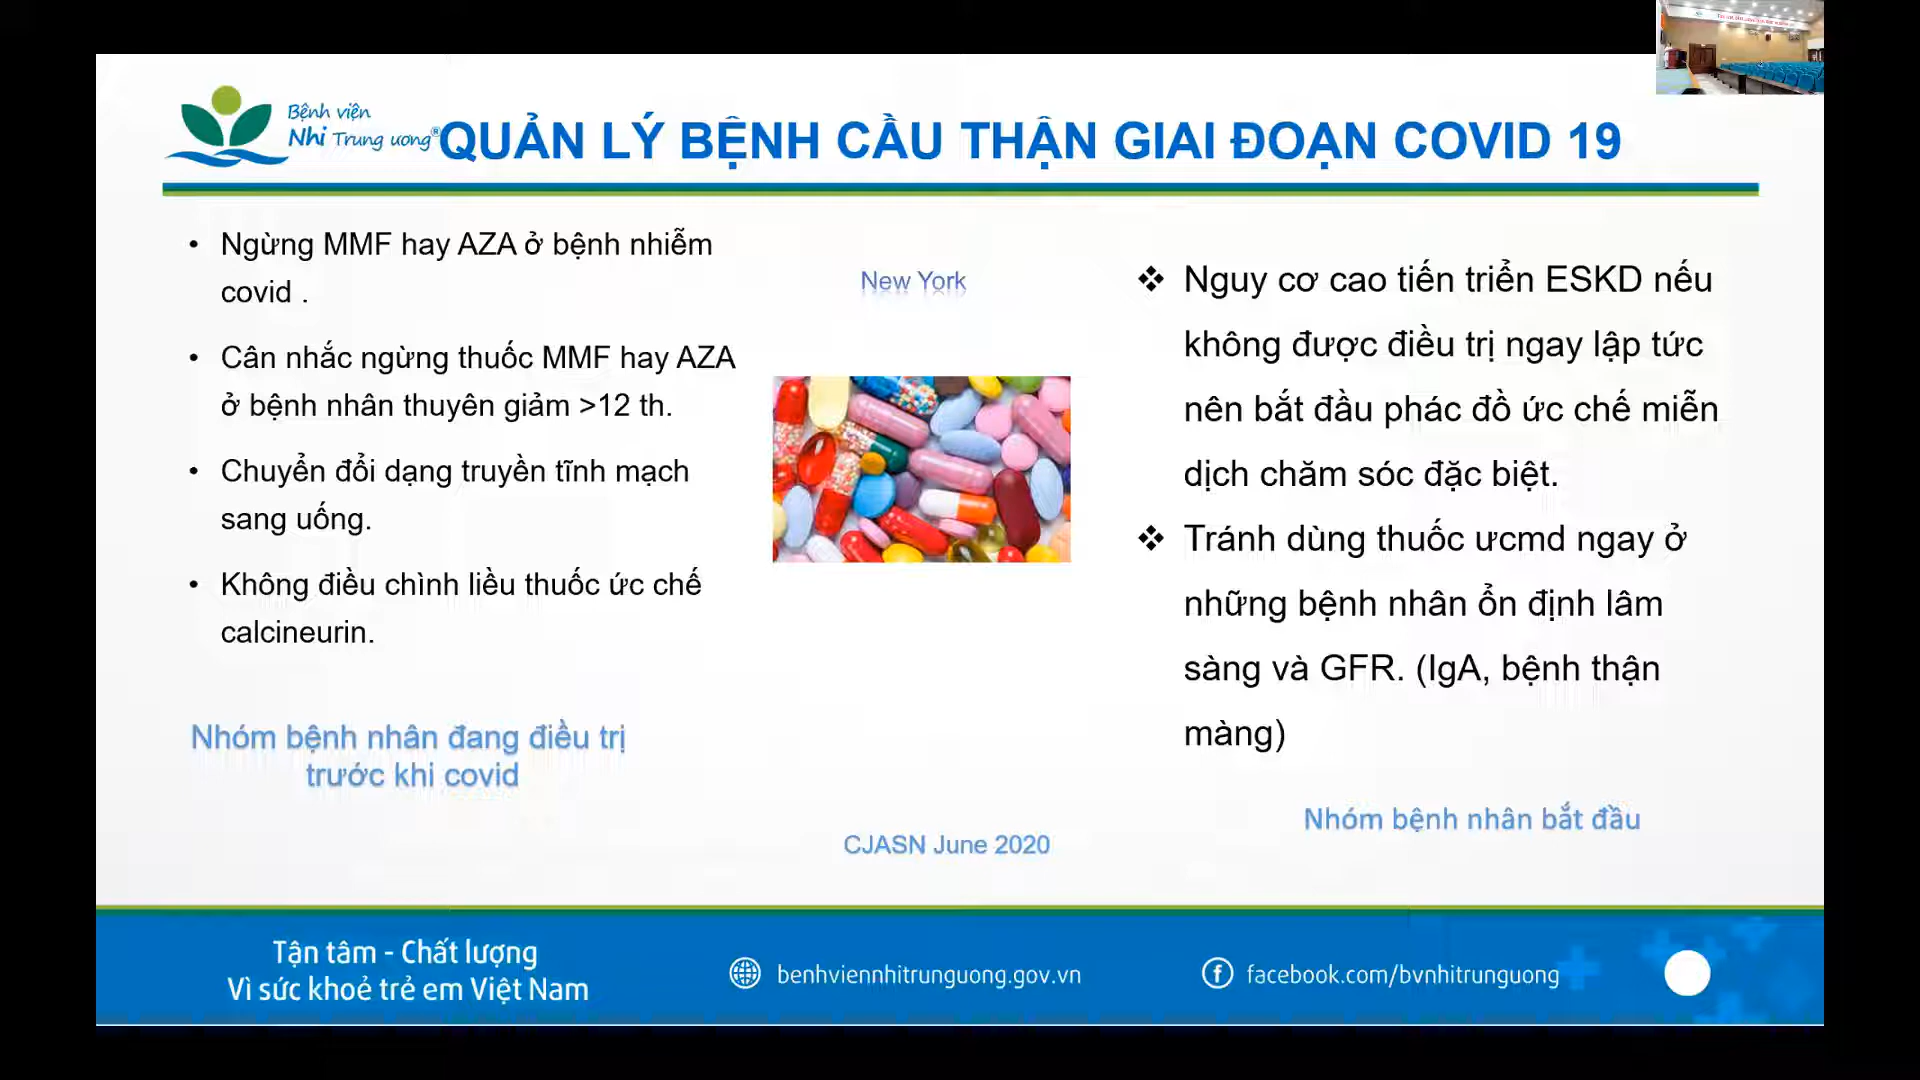 Bệnh viện
Nhi Trung ương®
QUẢN LÝ BỆNH CẦU THẬN GIAI ĐOẠN COVID 19
• Ngừng MMF hay AZA ở bệnh nhiễm
covid .
• Cân nhắc ngừng thuốc MMF hay AZA
ở bệnh nhân thuyên giảm >12 th.
• Chuyển đổi dạng truyền tĩnh mạch
sang uống.
• Không điều chình liều thuốc ức chế
calcineurin.
Nhóm bệnh nhân đang điều trị
trước khi covid
New York
CJASN June 2020
❖ Nguy cơ cao tiến triển ESKD nếu
không được điều trị ngay lập tức
nên bắt đầu phác đồ ức chế miễn
dịch chăm sóc đặc biệt.
❖ Tránh dùng thuốc ưcmd ngay ở
những bệnh nhân ổn định lâm
sàng và GFR. (IgA, bệnh thận
màng)
Nhóm bệnh nhân bắt đầu
Tận tâm - Chất lượng
Vì sức khoẻ trẻ em Việt Nam
benhviennhitrunguong.gov.vn
facebook.com/bvnhitrunguong